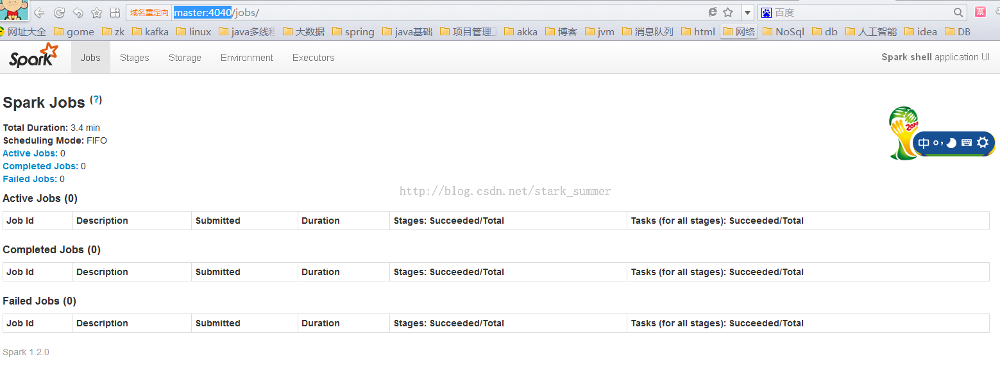 域名重定向 master:4040/jobs/ 百度 票
网址大全 gome zk kafka linux java多线程 大数据 spring java基础 项目管理 akka 博客 jvm 消息队列 html 网络 NoSql db 人工智能 idea DB
Spark Jobs Stages Storage Environment Executors Spark shell application UI
Spark Jobs (?)
Total Duration: 3.4 min
Scheduling Mode: FIFO
Active Jobs: 0
Completed Jobs: 0
Failed Jobs: 0
2014
中
http://blog.csdn.net/stark_summer
Active Jobs (0)
Job Id Description Submitted Duration Stages: Succeeded/Total Tasks (for all stages): Succeeded/Total
Completed Jobs (0)
Job Id Description Submitted Duration Stages: Succeeded/Total Tasks (for all stages): Succeeded/Total
Failed Jobs (0)
Job Id Description Submitted Duration Stages: Succeeded/Total Tasks (for all stages): Succeeded/Total
Spark 1.2.0